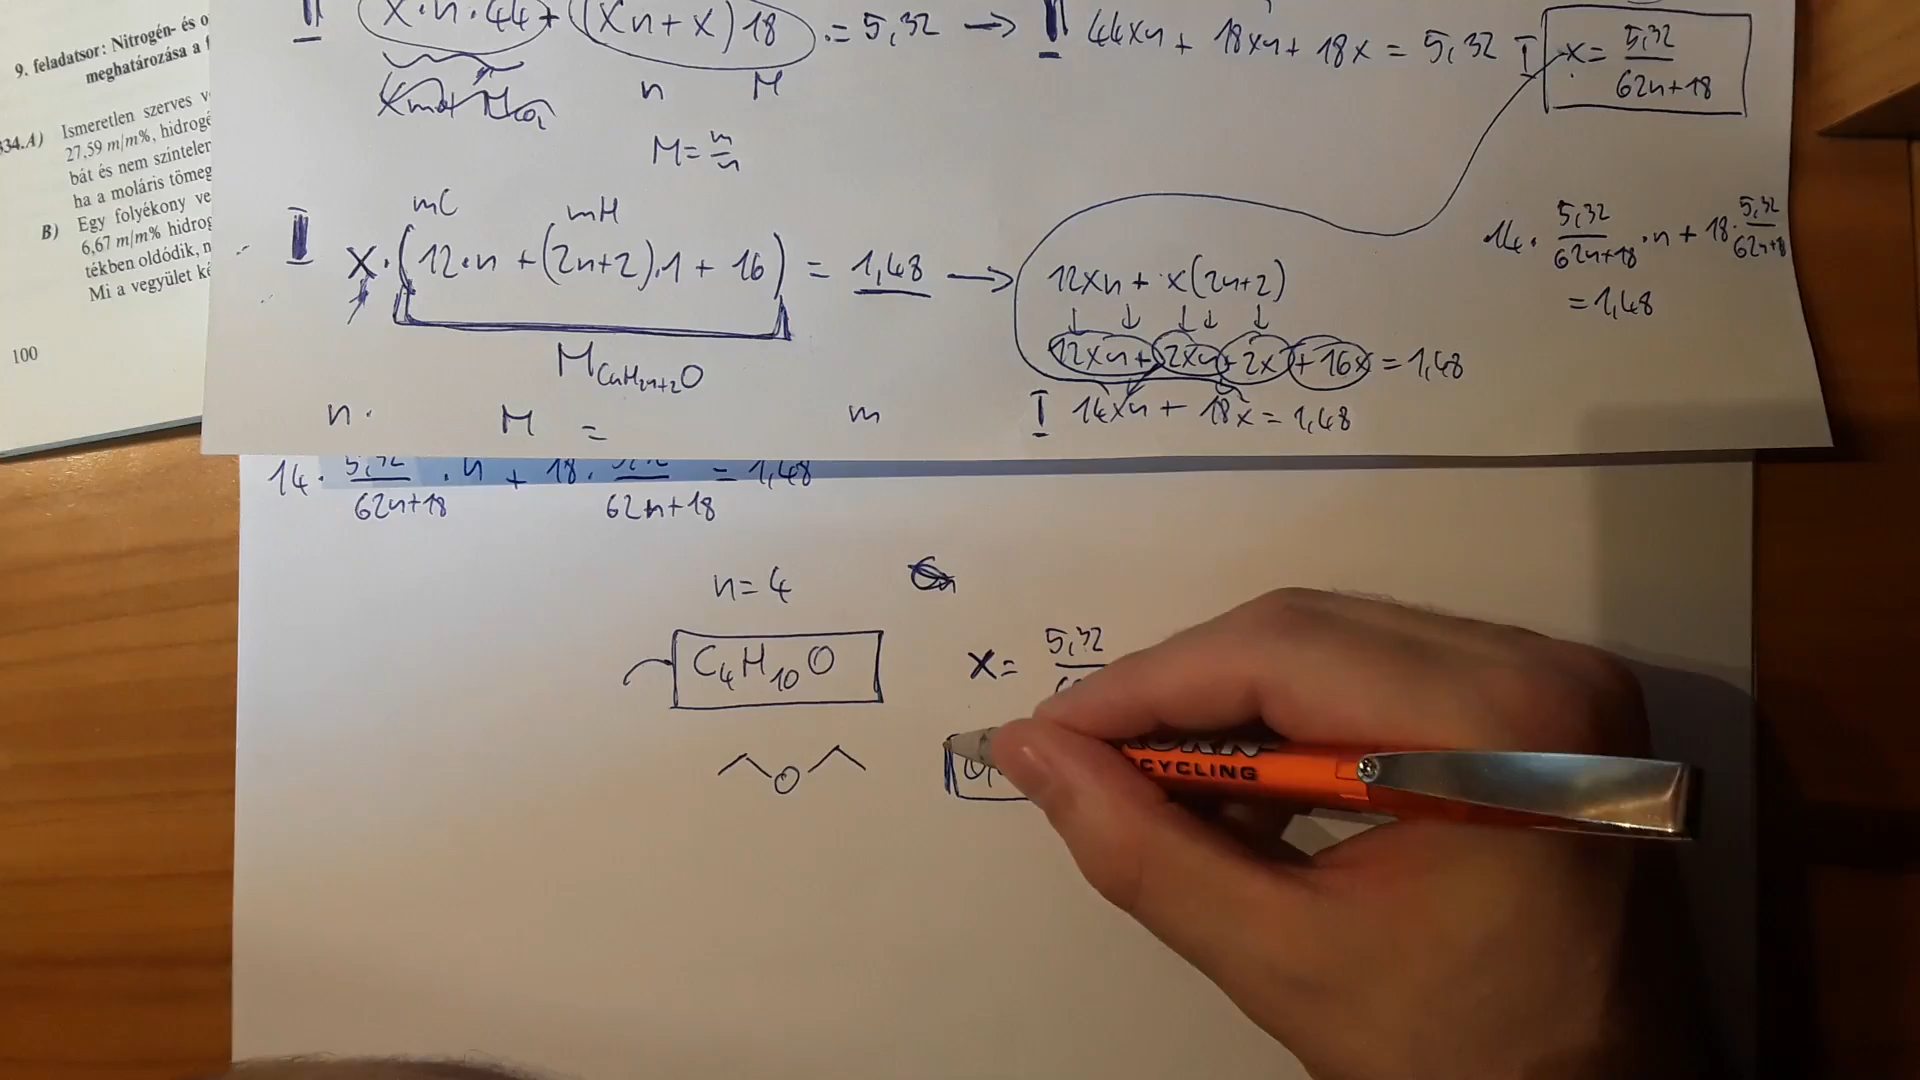 9. feladatsor: Nitrogén- és o
meghatározása a f
334.A) Ismeretlen szerves v
27,59 m/m%, hidrogé
bát és nem színtelen
ha a moláris tömeg
B) Egy folyékony ve
6,67 m/m% hidrog
tékben oldódik, n
Mi a vegyület ké
100
II x·n·44 + (xn+x)18 = 5,32 → II 44xn + 18xn + 18x = 5,32 I x = 5,32/62n+18
n M
M = m/n
mC mH
I x·(12·n + (2n+2)·1 + 16) = 1,48 →
M CnH2n+2O
n· M = m
12xn + x(2n+2)
12xn + 2xn + 2x + 16x = 1,48
I 14xn + 18x = 1,48
14· 5,32/62n+18 ·n + 18· 5,32/62n+18
= 1,48
14· 5,32/62n+18 ·n + 18· 5,32/62n+18 = 1,48
n = 4
C4H10O
x = 5,32
O
CYCLING